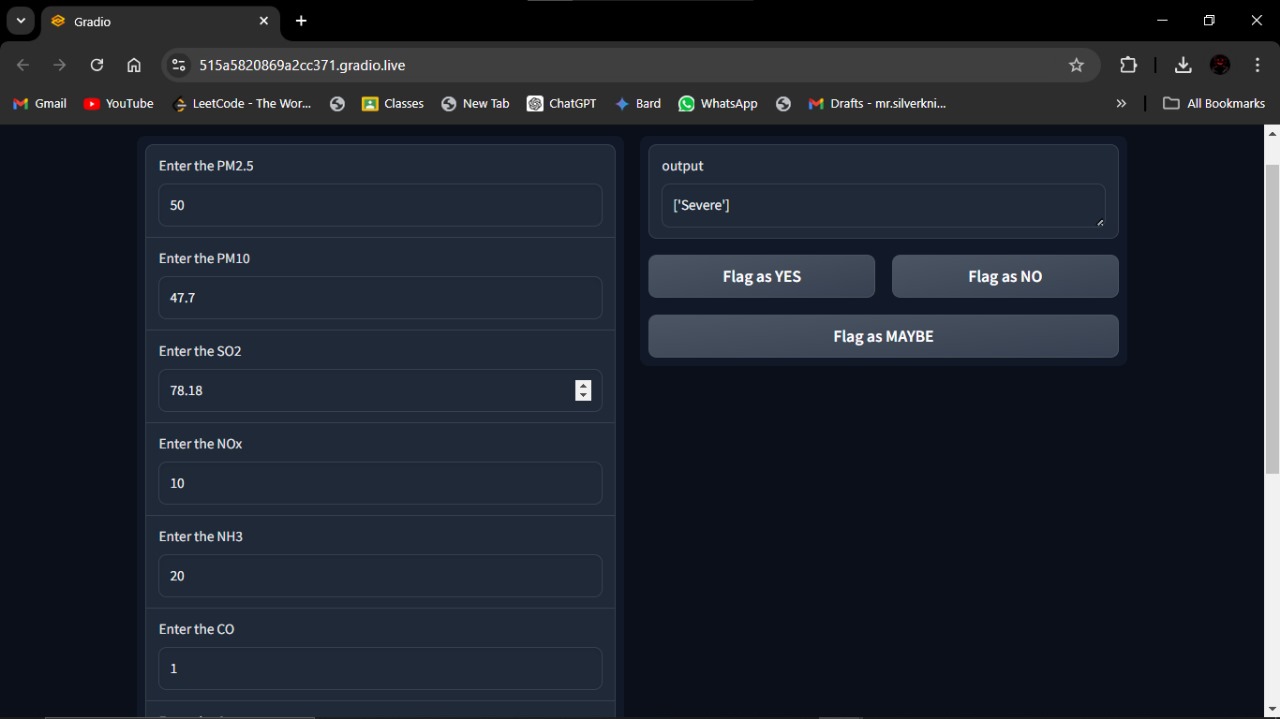 Gradio
515a5820869a2cc371.gradio.live
Gmail YouTube LeetCode - The Wor... Classes New Tab ChatGPT Bard WhatsApp Drafts - mr.silverkni... » All Bookmarks
Enter the PM2.5
50
Enter the PM10
47.7
Enter the SO2
78.18
Enter the NOx
10
Enter the NH3
20
Enter the CO
1
output
['Severe']
Flag as YES Flag as NO
Flag as MAYBE